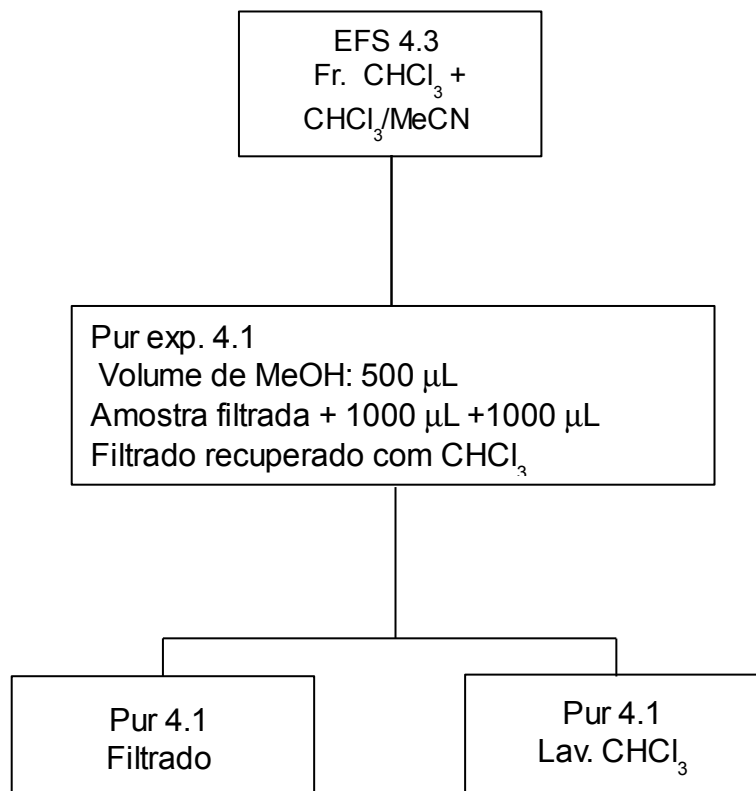 EFS 4.3
Fr. CHCl₃ +
CHCl₃/MeCN
Pur exp. 4.1
Volume de MeOH: 500 μL
Amostra filtrada + 1000 μL +1000 μL
Filtrado recuperado com CHCl₃
Pur 4.1
Filtrado
Pur 4.1
Lav. CHCl₃